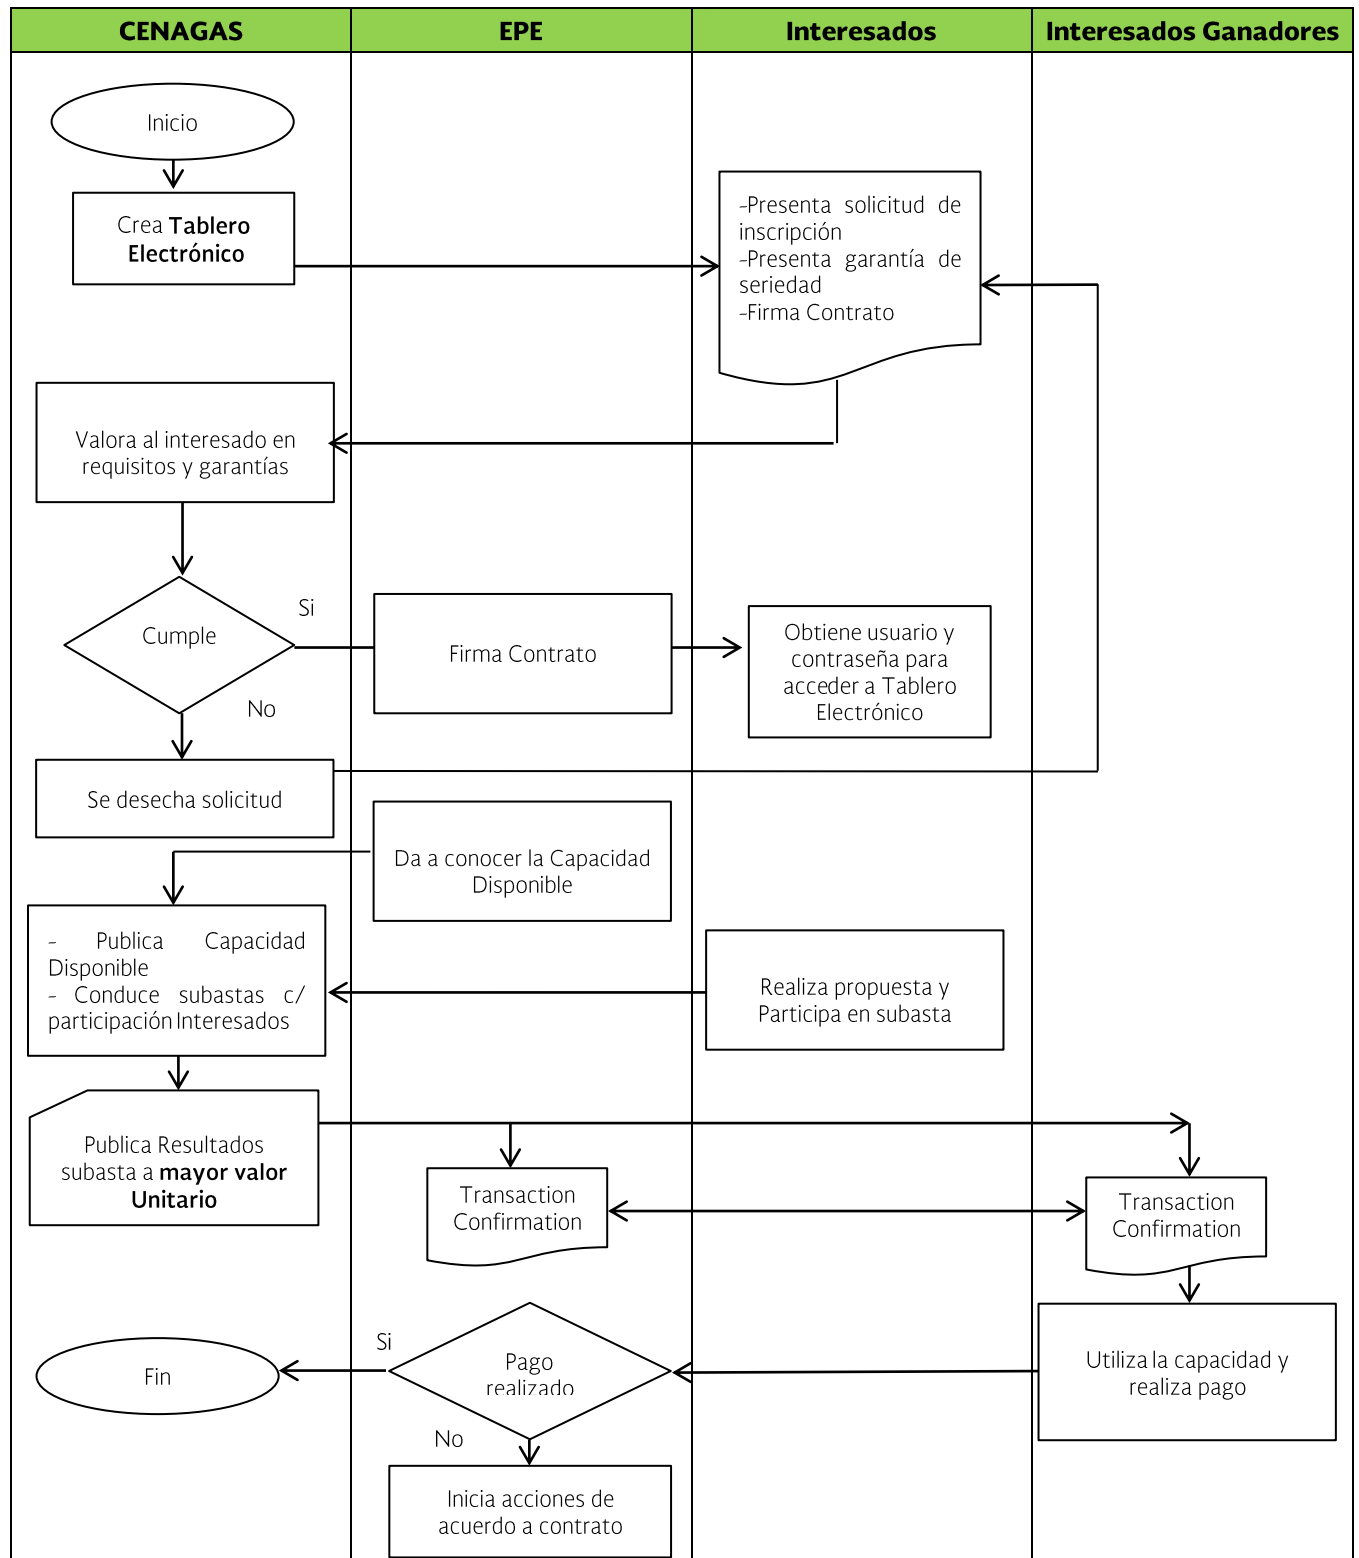 CENAGAS
EPE
Interesados
Interesados Ganadores
Inicio
Crea Tablero
Electrónico
-Presenta solicitud de
inscripción
-Presenta garantía de
seriedad
-Firma Contrato
Valora al interesado en
requisitos y garantías
Cumple
Si
No
Firma Contrato
Obtiene usuario y
contraseña para
acceder a Tablero
Electrónico
Se desecha solicitud
Da a conocer la Capacidad
Disponible
- Publica Capacidad
Disponible
- Conduce subastas c/
participación Interesados
Realiza propuesta y
Participa en subasta
Publica Resultados
subasta a mayor valor
Unitario
Transaction
Confirmation
Transaction
Confirmation
Utiliza la capacidad y
realiza pago
Pago
realizado
Si
No
Fin
Inicia acciones de
acuerdo a contrato